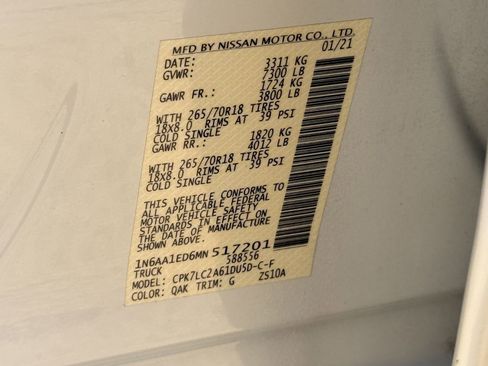 MFD BY NISSAN MOTOR CO., LTD.
DATE: 01/21
GVWR: 3311 KG
7300 LB
GAWR FR.: 1724 KG
3800 LB
WITH 265/70R18 TIRES
18X8.0 RIMS AT 39 PSI
COLD SINGLE
GAWR RR.: 1820 KG
4012 LB
WITH 265/70R18 TIRES
18X8.0 RIMS AT 39 PSI
COLD SINGLE
THIS VEHICLE CONFORMS TO
ALL APPLICABLE FEDERAL
MOTOR VEHICLE SAFETY
STANDARDS IN EFFECT ON
THE DATE OF MANUFACTURE
SHOWN ABOVE.
1N6AA1ED6MN517201
TRUCK 588556
MODEL: CPK7LC2A61DU5D-C-F
COLOR: QAK TRIM: G ZS10A